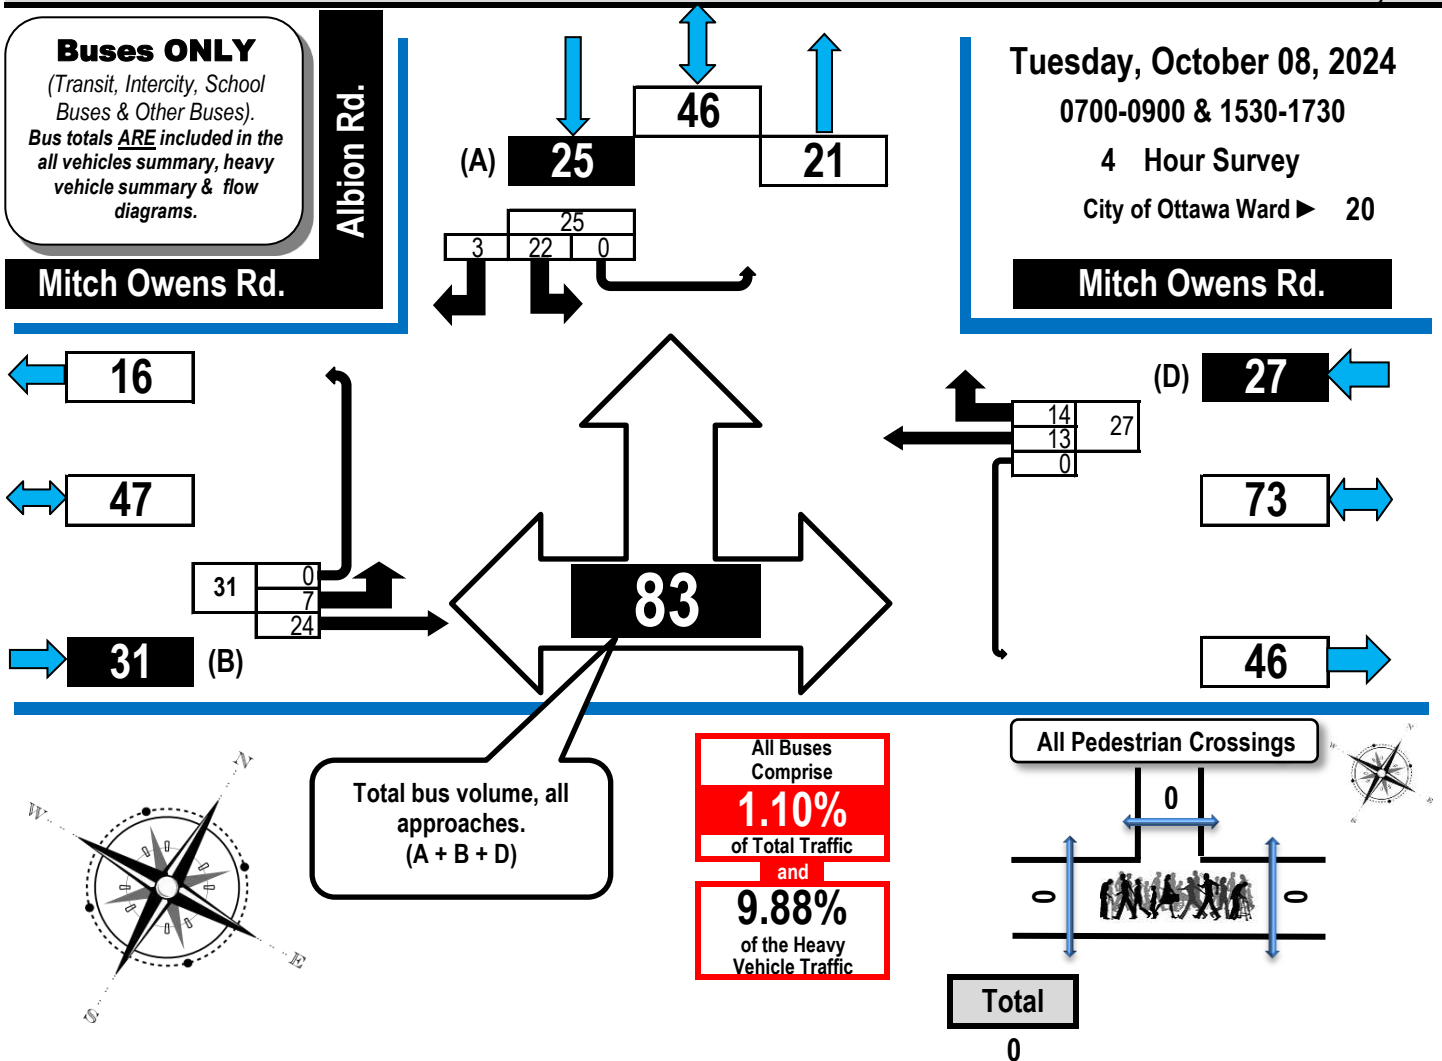 Buses ONLY
(Transit, Intercity, School
Buses & Other Buses).
Bus totals ARE included in the
all vehicles summary, heavy
vehicle summary & flow
diagrams.
Albion Rd.
Mitch Owens Rd.
46
(A)
25
21
25
3 22 0
Tuesday, October 08, 2024
0700-0900 & 1530-1730
4 Hour Survey
City of Ottawa Ward ► 20
Mitch Owens Rd.
16
47
31
0
7
24
31
(B)
83
(D)
27
14
13
0
27
73
46
Total bus volume, all
approaches.
(A + B + D)
All Buses
Comprise
1.10%
of Total Traffic
and
9.88%
of the Heavy
Vehicle Traffic
All Pedestrian Crossings
0
0
0
Total
0
N
W
E
S
N
W
E
S